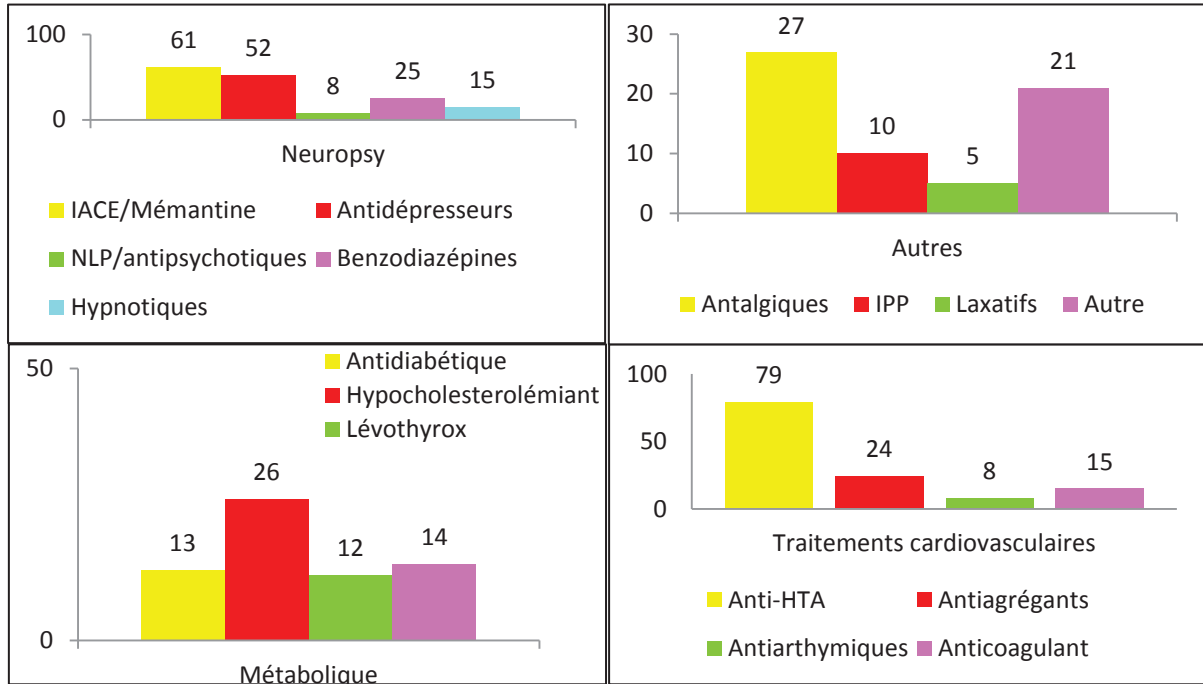 100
0
61
52
8
25
15
Neuropsy
IACE/Mémantine Antidépresseurs
NLP/antipsychotiques Benzodiazépines
Hypnotiques
30
20
10
0
27
10
5
21
Autres
Antalgiques IPP Laxatifs Autre
50
0
Antidiabétique
Hypocholesterolémiant
Lévothyrox
13
26
12
14
Métabolique
100
50
0
79
24
8
15
Traitements cardiovasculaires
Anti-HTA Antiagrégants
Antiarthymiques Anticoagulant